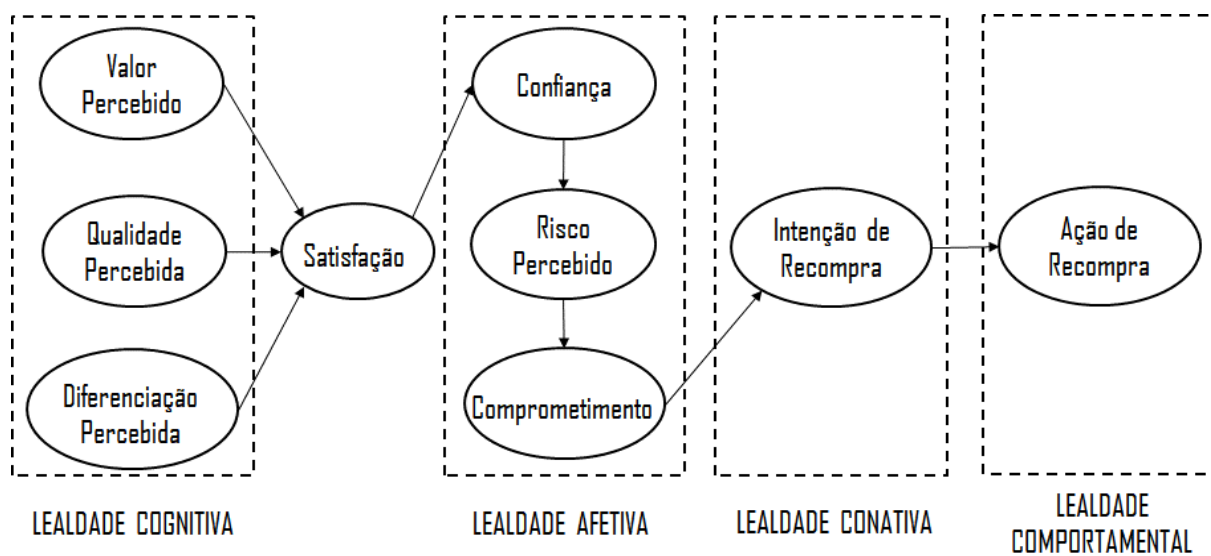 Valor
Percebido
Qualidade
Percebida
Diferenciação
Percebida
Satisfação
Confiança
Risco
Percebido
Comprometimento
Intenção de
Recompra
Ação de
Recompra
LEALDADE COGNITIVA
LEALDADE AFETIVA
LEALDADE CONATIVA
LEALDADE
COMPORTAMENTAL